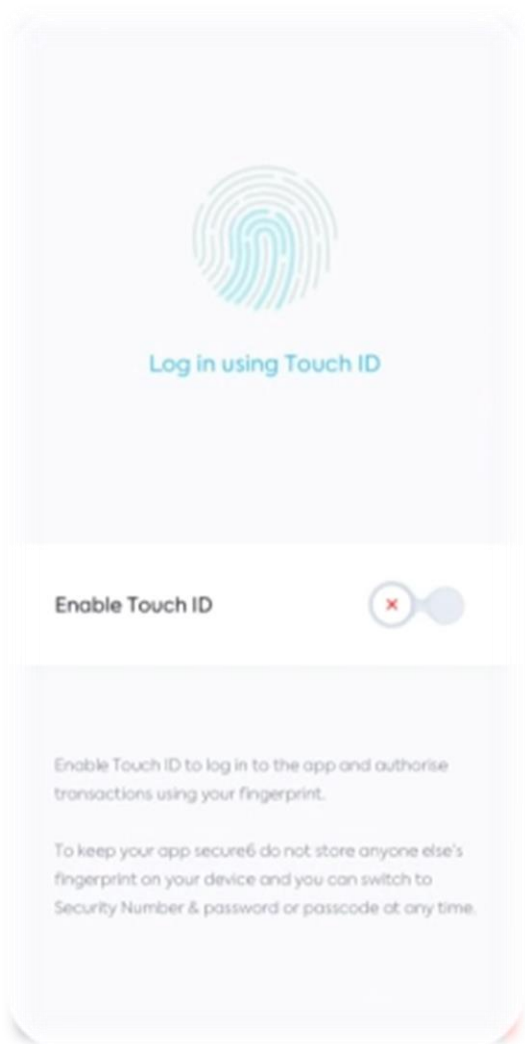 Log in using Touch ID
Enable Touch ID
Enable Touch ID to log in to the app and authorise
transactions using your fingerprint.
To keep your app secure6 do not store anyone else's
fingerprint on your device and you can switch to
Security Number & password or passcode at any time.